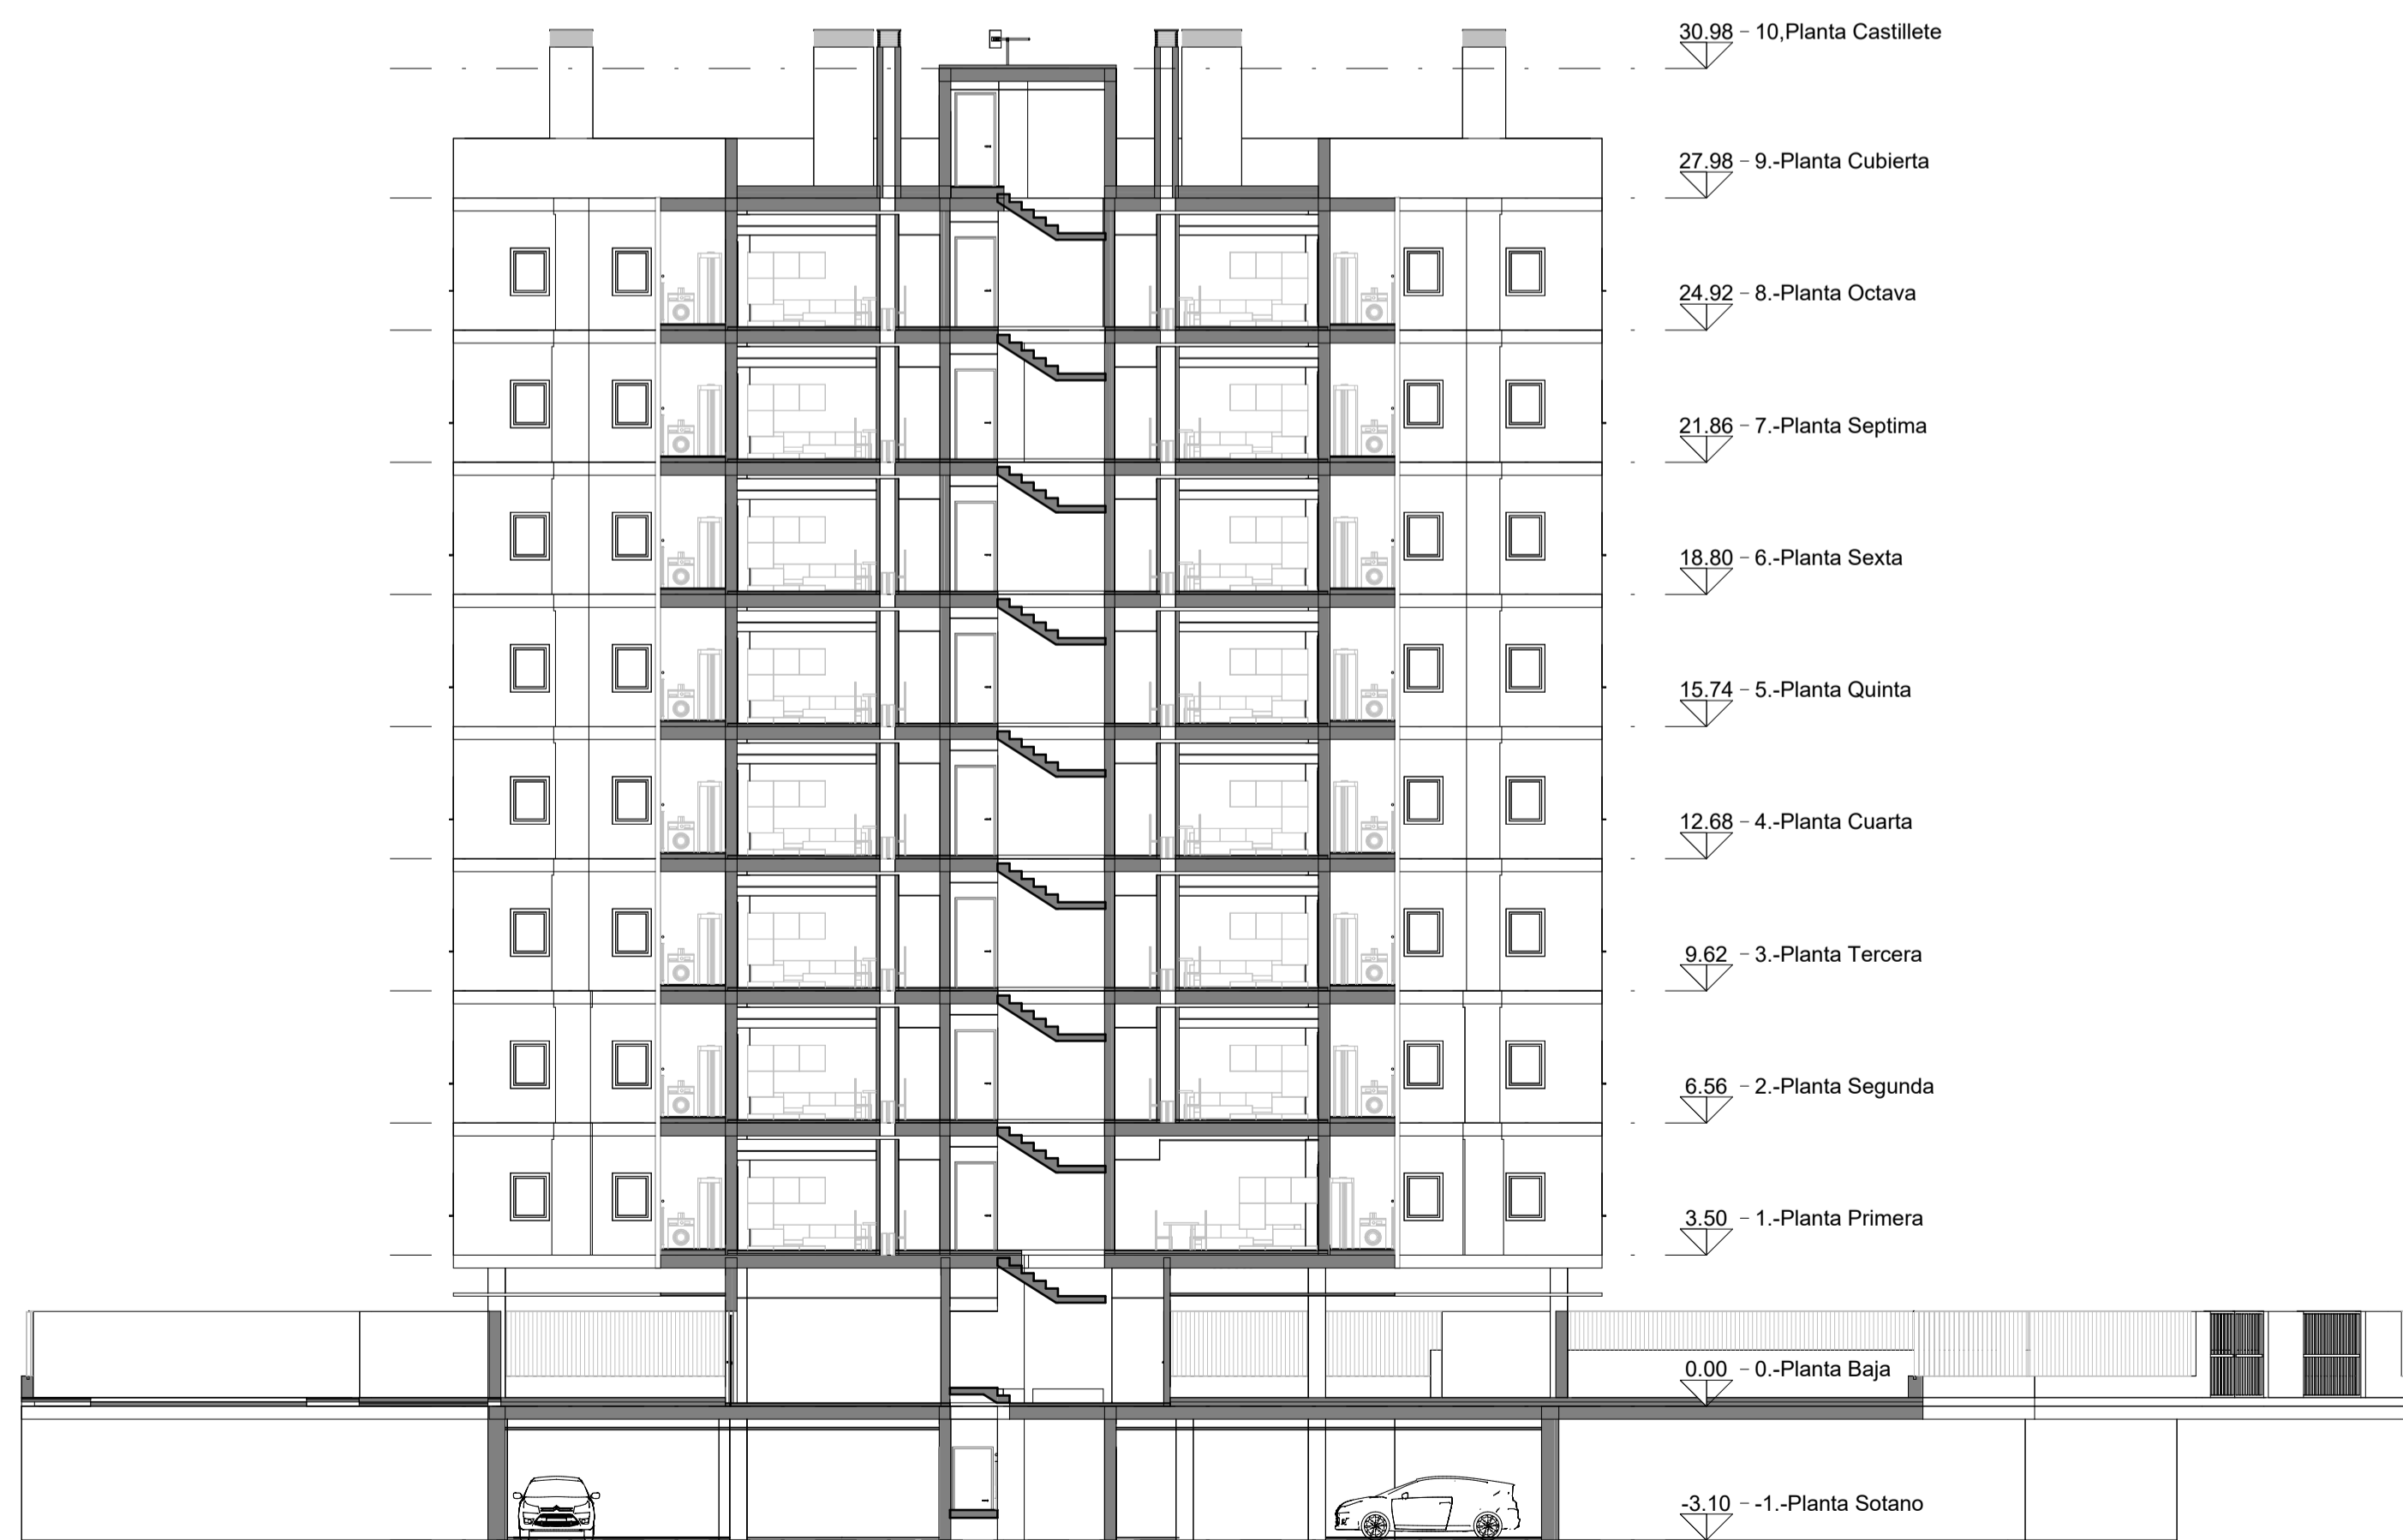 30.98 – 10,Planta Castillete
27.98 – 9.-Planta Cubierta
24.92 – 8.-Planta Octava
21.86 – 7.-Planta Septima
18.80 – 6.-Planta Sexta
15.74 – 5.-Planta Quinta
12.68 – 4.-Planta Cuarta
9.62 – 3.-Planta Tercera
6.56 – 2.-Planta Segunda
3.50 – 1.-Planta Primera
0.00 – 0.-Planta Baja
-3.10 – -1.-Planta Sotano